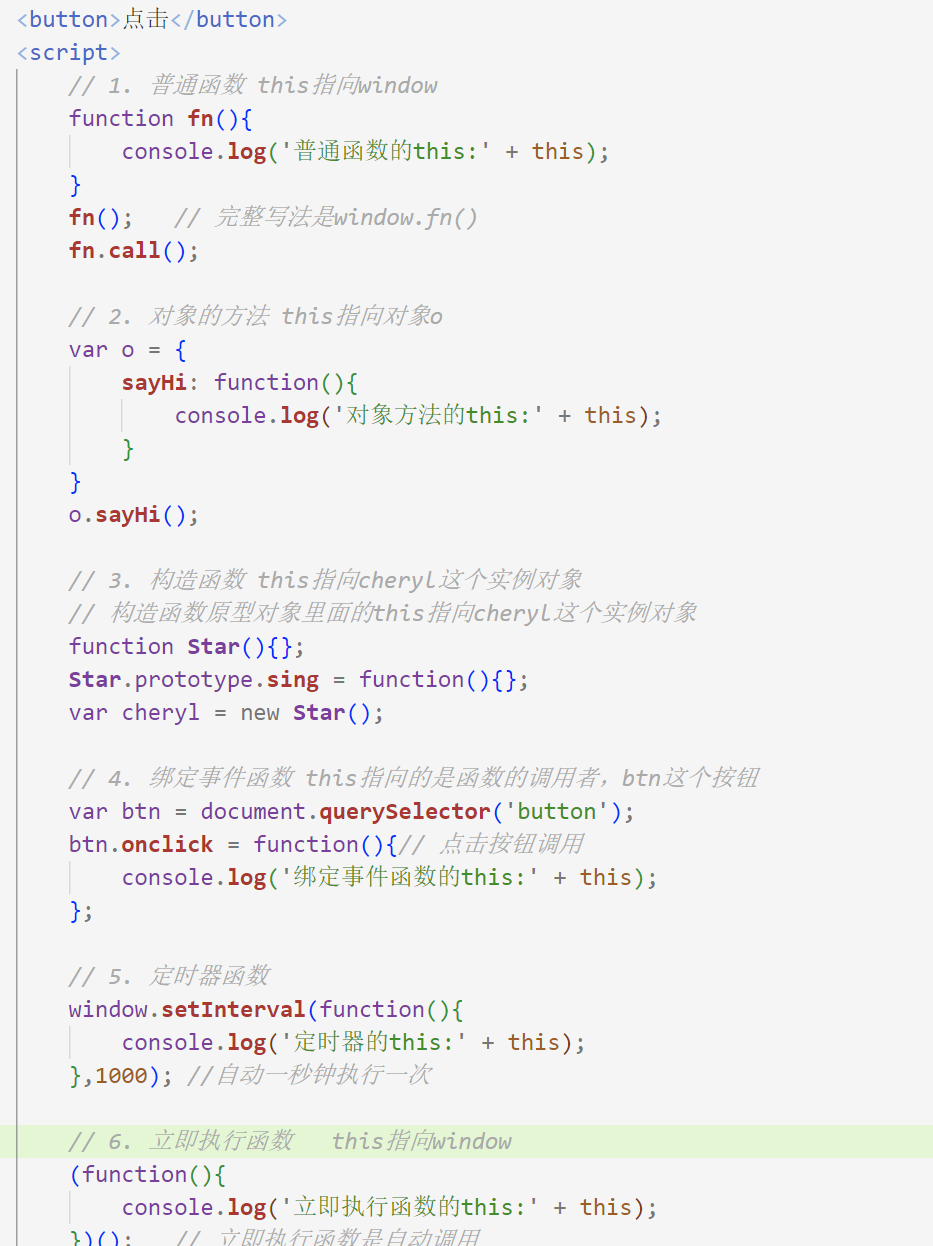 <button>点击</button>
<script>
// 1. 普通函数 this指向window
function fn(){
console.log('普通函数的this:' + this);
}
fn(); // 完整写法是window.fn()
fn.call();
// 2. 对象的方法 this指向对象o
var o = {
sayHi: function(){
console.log('对象方法的this:' + this);
}
}
o.sayHi();
// 3. 构造函数 this指向cheryl这个实例对象
// 构造函数原型对象里面的this指向cheryl这个实例对象
function Star(){};
Star.prototype.sing = function(){};
var cheryl = new Star();
// 4. 绑定事件函数 this指向的是函数的调用者，btn这个按钮
var btn = document.querySelector('button');
btn.onclick = function(){// 点击按钮调用
console.log('绑定事件函数的this:' + this);
};
// 5. 定时器函数
window.setInterval(function(){
console.log('定时器的this:' + this);
},1000); //自动一秒钟执行一次
// 6. 立即执行函数 this指向window
(function(){
console.log('立即执行函数的this:' + this);
})(); // 立即执行函数是自动调用